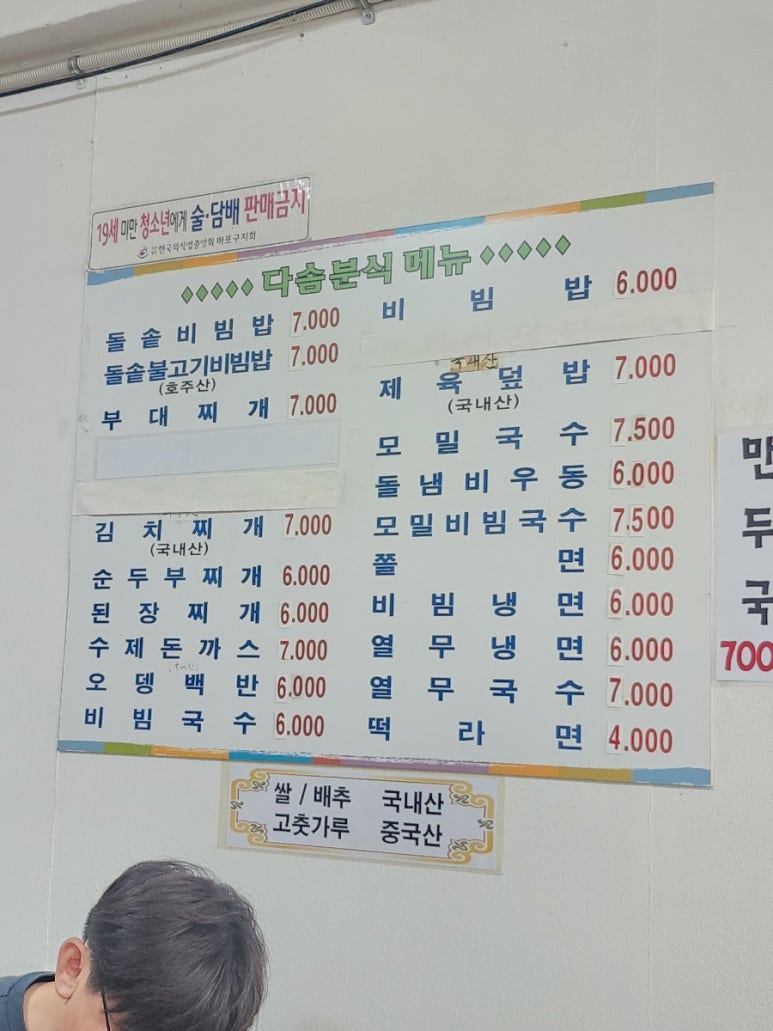 19세 미만 청소년에게 술·담배 판매금지
한국외식업중앙회 마포구지회
다솜분식 메뉴
돌솥비빔밥 7.000
돌솥불고기비빔밥 7.000
(호주산)
부대찌개 7.000
김치찌개 7.000
(국내산)
순두부찌개 6.000
된장찌개 6.000
수제돈까스 7.000
오뎅백반 6.000
비빔국수 6.000
비빔밥 6.000
국내산
제육덮밥 7.000
(국내산)
모밀국수 7.500
돌냄비우동 6.000
모밀비빔국수 7.500
쫄면 6.000
비빔냉면 6.000
열무냉면 6.000
열무국수 7.000
떡라면 4.000
쌀 / 배추 국내산
고춧가루 중국산
만
두
국
700